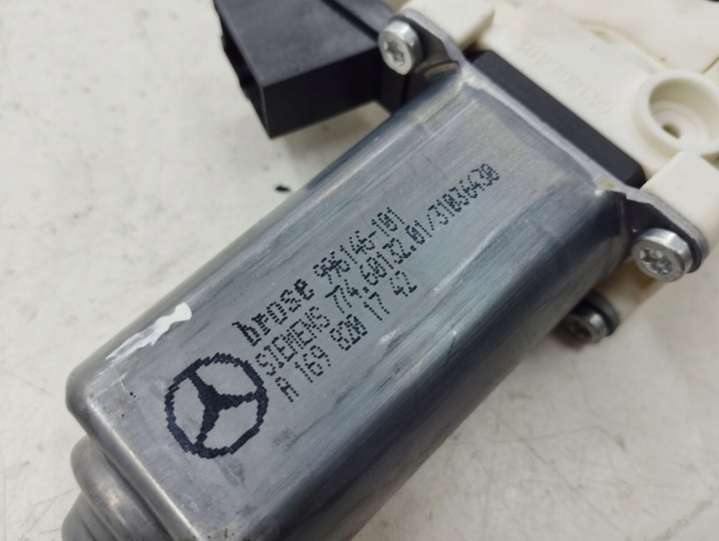 brose 996146-101
SIEMENS 774.60132.01/31036430
A 169 820 17 42